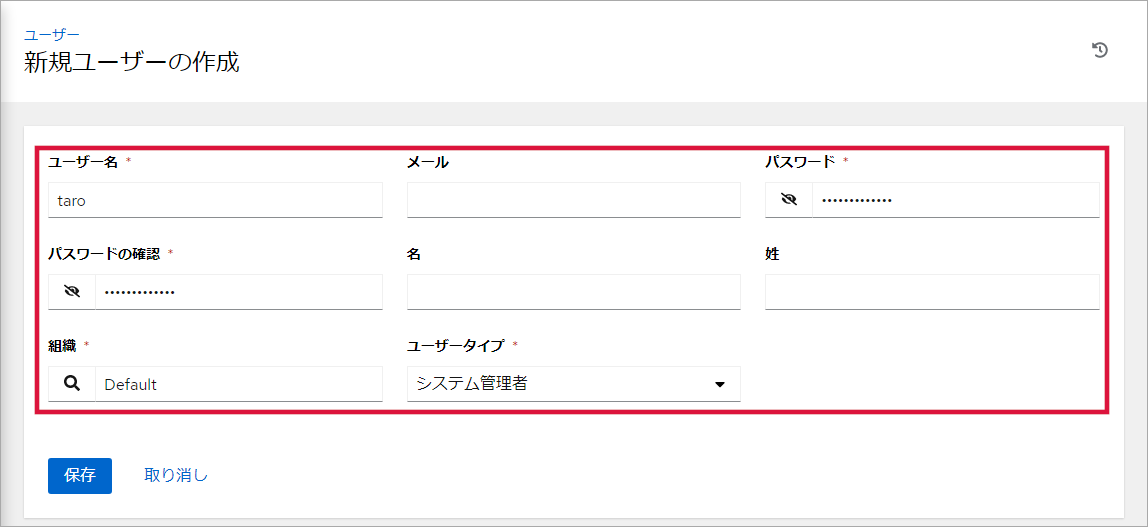 ユーザー
新規ユーザーの作成
ユーザー名 *
メール
パスワード *
taro
•••••••••••••
パスワードの確認 *
名
姓
•••••••••••••
組織 *
ユーザータイプ *
Default
システム管理者
保存
取り消し